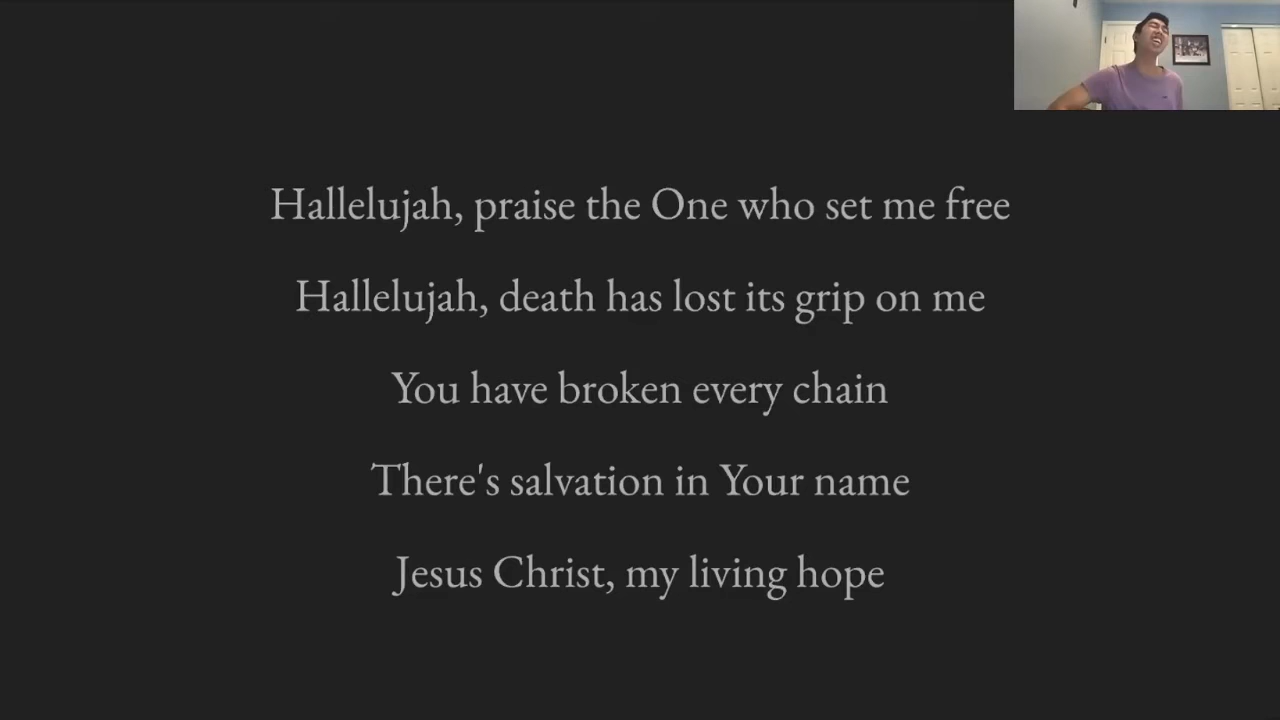 Hallelujah, praise the One who set me free
Hallelujah, death has lost its grip on me
You have broken every chain
There's salvation in Your name
Jesus Christ, my living hope